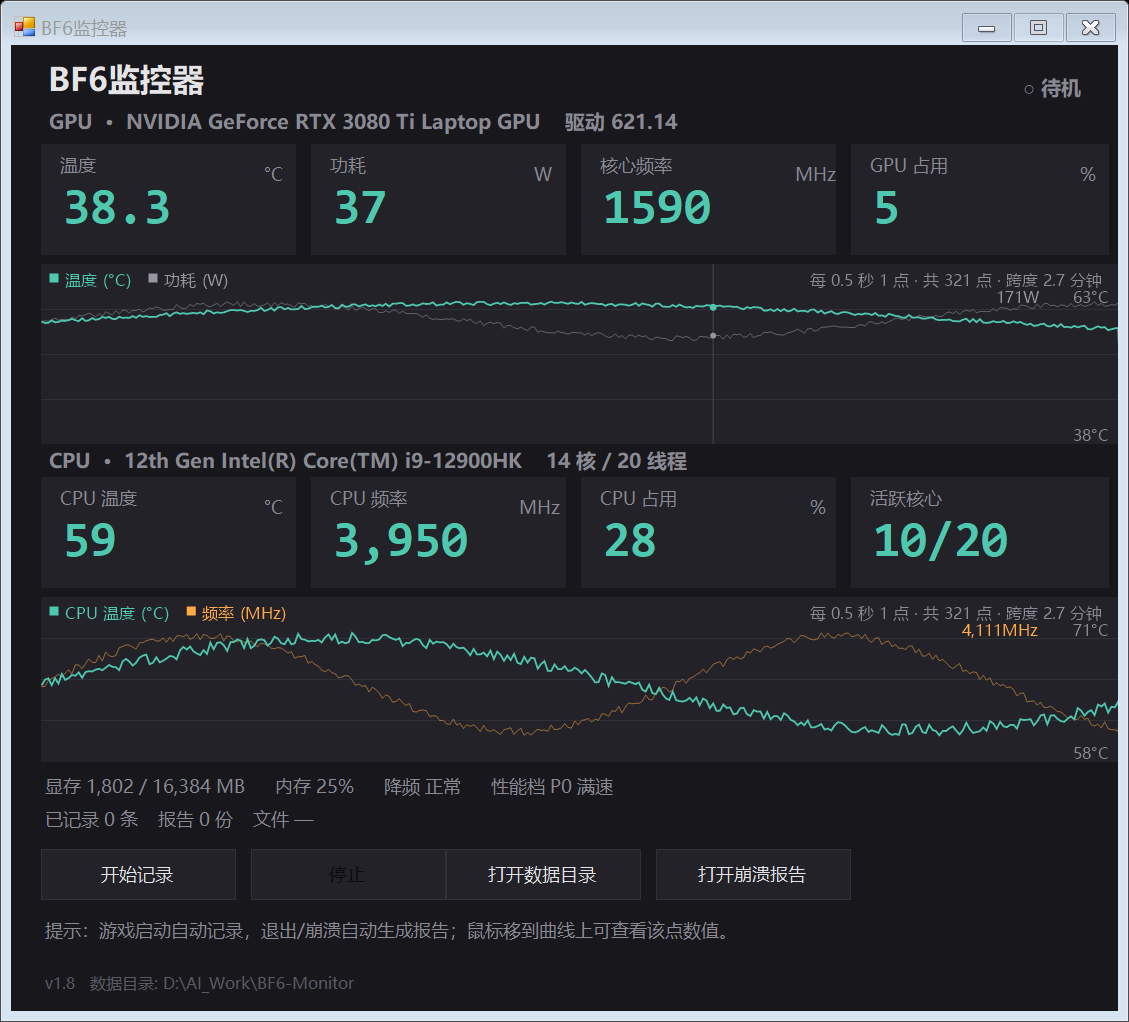 BF6监控器
BF6监控器
○ 待机
GPU · NVIDIA GeForce RTX 3080 Ti Laptop GPU 驱动 621.14
温度 °C
38.3
功耗 W
37
核心频率 MHz
1590
GPU 占用 %
5
温度 (°C) 功耗 (W) 每 0.5 秒 1 点 · 共 321 点 · 跨度 2.7 分钟
171W 63°C
38°C
CPU · 12th Gen Intel(R) Core(TM) i9-12900HK 14 核 / 20 线程
CPU 温度 °C
59
CPU 频率 MHz
3,950
CPU 占用 %
28
活跃核心
10/20
CPU 温度 (°C) 频率 (MHz) 每 0.5 秒 1 点 · 共 321 点 · 跨度 2.7 分钟
4,111MHz 71°C
58°C
显存 1,802 / 16,384 MB 内存 25% 降频 正常 性能档 P0 满速
已记录 0 条 报告 0 份 文件 —
开始记录 停止 打开数据目录 打开崩溃报告
提示：游戏启动自动记录，退出/崩溃自动生成报告；鼠标移到曲线上可查看该点数值。
v1.8 数据目录: D:\AI_Work\BF6-Monitor